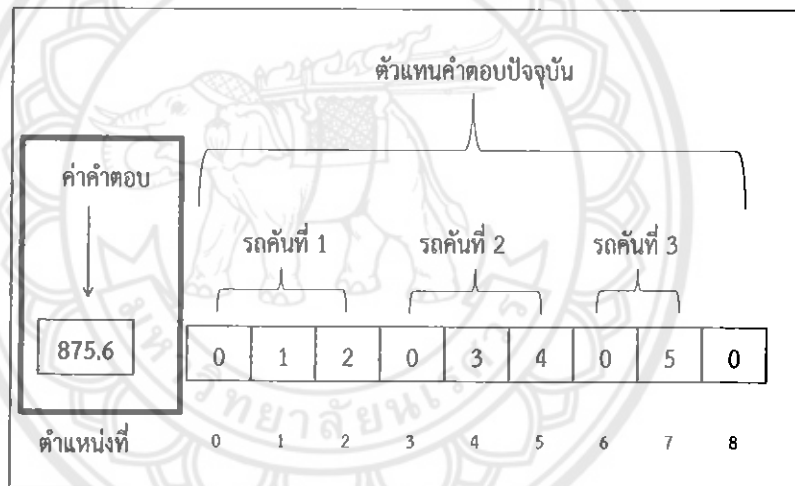 ตัวแทนคำตอบปัจจุบัน
ค่าคำตอบ
รถคันที่ 1 รถคันที่ 2 รถคันที่ 3
875.6 0 1 2 0 3 4 0 5 0
ตำแหน่งที่ 0 1 2 3 4 5 6 7 8